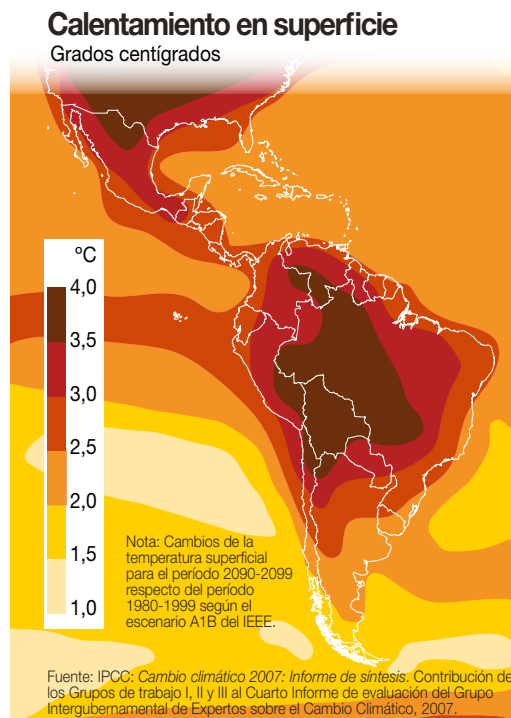 Calentamiento en superficie
Grados centígrados
ºC
4,0
3,5
3,0
2,5
2,0
1,5
1,0
Nota: Cambios de la
temperatura superficial
para el período 2090-2099
respecto del período
1980-1999 según el
escenario A1B del IEEE.
Fuente: IPCC: Cambio climático 2007: Informe de síntesis. Contribución de
los Grupos de trabajo I, II y III al Cuarto Informe de evaluación del Grupo
Intergubernamental de Expertos sobre el Cambio Climático, 2007.